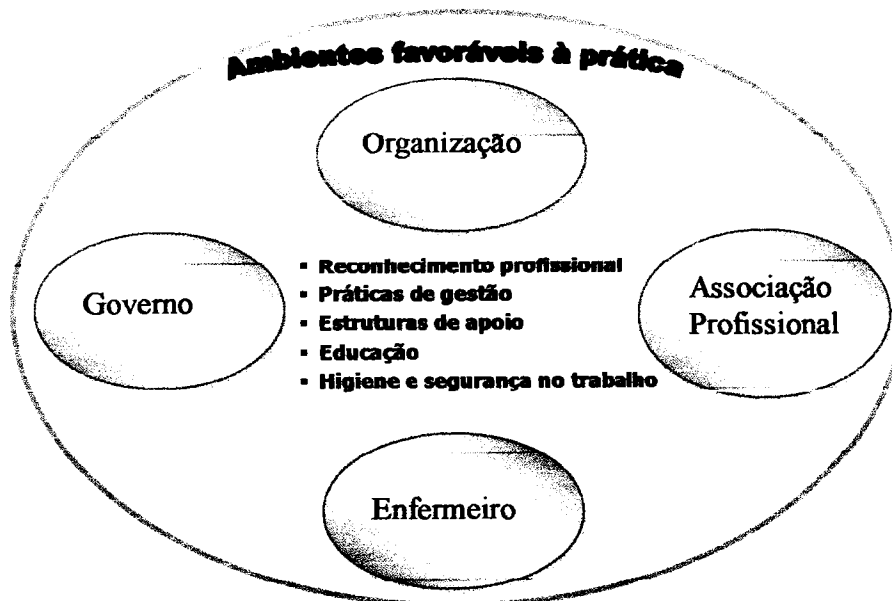 Ambientes favoráveis à prática
Organização
Governo
▪ Reconhecimento profissional
▪ Práticas de gestão
▪ Estruturas de apoio
▪ Educação
▪ Higiene e segurança no trabalho
Associação
Profissional
Enfermeiro